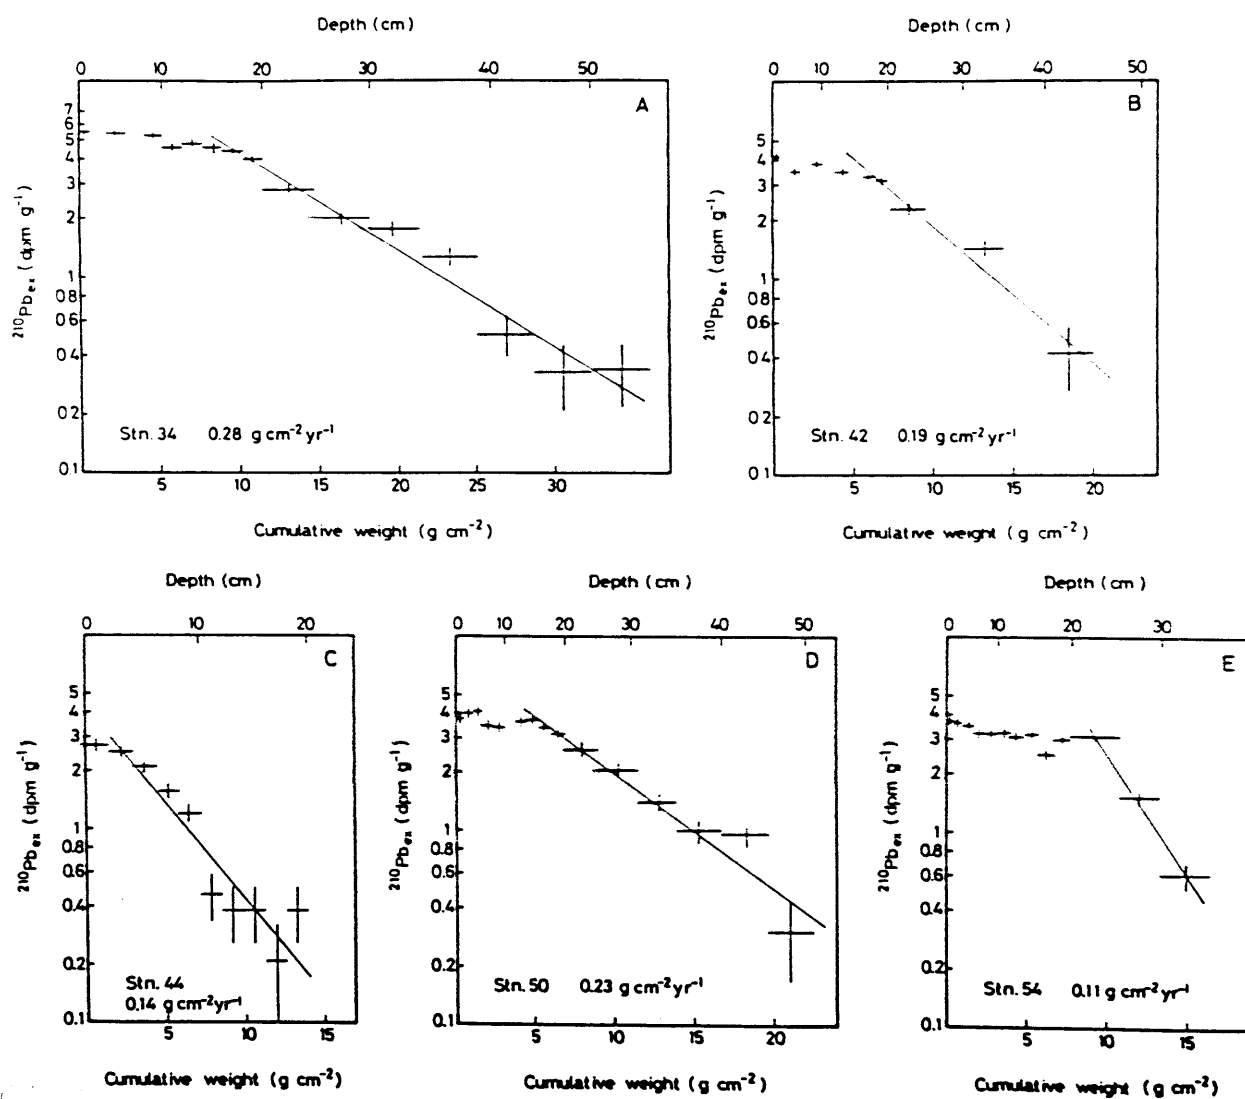 Depth (cm)
0 10 20 30 40 50
A
7
6
5
4
3
2
1
0.8
0.6
0.4
0.2
0.1
210Pbex (dpm g-1)
Stn. 34 0.28 g cm-2 yr-1
5 10 15 20 25 30
Cumulative weight (g cm-2)
Depth (cm)
0 10 20 30 40 50
B
5
4
3
2
1
0.8
0.6
0.4
0.2
0.1
210Pbex (dpm g-1)
Stn. 42 0.19 g cm-2 yr-1
5 10 15 20
Cumulative weight (g cm-2)
Depth (cm)
0 10 20
C
5
4
3
2
1
0.8
0.6
0.4
0.2
0.1
210Pbex (dpm g-1)
Stn. 44
0.14 g cm-2 yr-1
5 10 15
Cumulative weight (g cm-2)
Depth (cm)
0 10 20 30 40 50
D
5
4
3
2
1
0.8
0.6
0.4
0.2
0.1
210Pbex (dpm g-1)
Stn. 50 0.23 g cm-2 yr-1
5 10 15 20
Cumulative weight (g cm-2)
Depth (cm)
0 10 20 30
E
5
4
3
2
1
0.8
0.6
0.4
0.2
0.1
210Pbex (dpm g-1)
Stn. 54 0.11 g cm-2 yr-1
5 10 15
Cumulative weight (g cm-2)